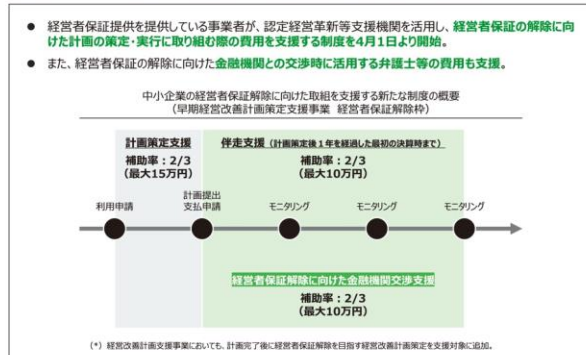 ● 経営者保証提供を提供している事業者が、認定経営革新等支援機関を活用し、経営者保証の解除に向
けた計画の策定・実行に取り組む際の費用を支援する制度を4月1日より開始。
● また、経営者保証の解除に向けた金融機関との交渉時に活用する弁護士等の費用も支援。
中小企業の経営者保証解除に向けた取組を支援する新たな制度の概要
（早期経営改善計画策定支援事業 経営者保証解除枠）
計画策定支援
補助率：2/3
（最大15万円）
伴走支援（計画策定後1年を経過した最初の決算時まで）
補助率：2/3
（最大10万円）
利用申請
計画提出
支払申請
モニタリング
モニタリング
モニタリング
経営者保証解除に向けた金融機関交渉支援
補助率：2/3
（最大10万円）
（*）経営改善計画支援事業においても、計画完了後に経営者保証解除を目指す経営改善計画策定を支援対象に追加。